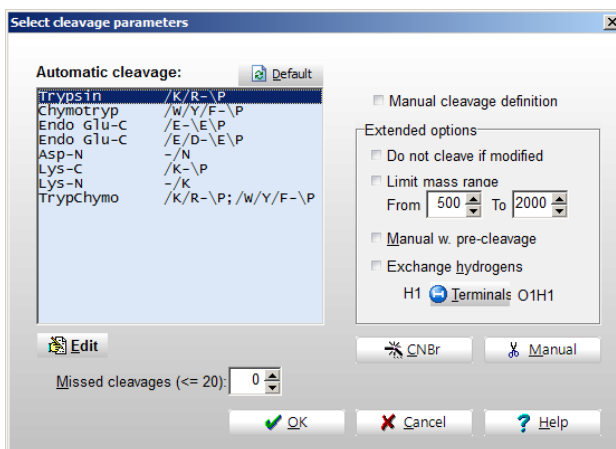 Select cleavage parameters
Automatic cleavage:
Default
Trypsin /K/R-\P
Chymotryp /W/Y/F-\P
Endo Glu-C /E-\E\P
Endo Glu-C /E/D-\E\P
Asp-N -/N
Lys-C /K-\P
Lys-N -/K
TrypChymo /K/R-\P;/W/Y/F-\P
Manual cleavage definition
Extended options
Do not cleave if modified
Limit mass range
From 500 To 2000
Manual w. pre-cleavage
Exchange hydrogens
H1 Terminals O1H1
Edit
CNBr
Manual
Missed cleavages (<= 20): 0
OK
Cancel
Help